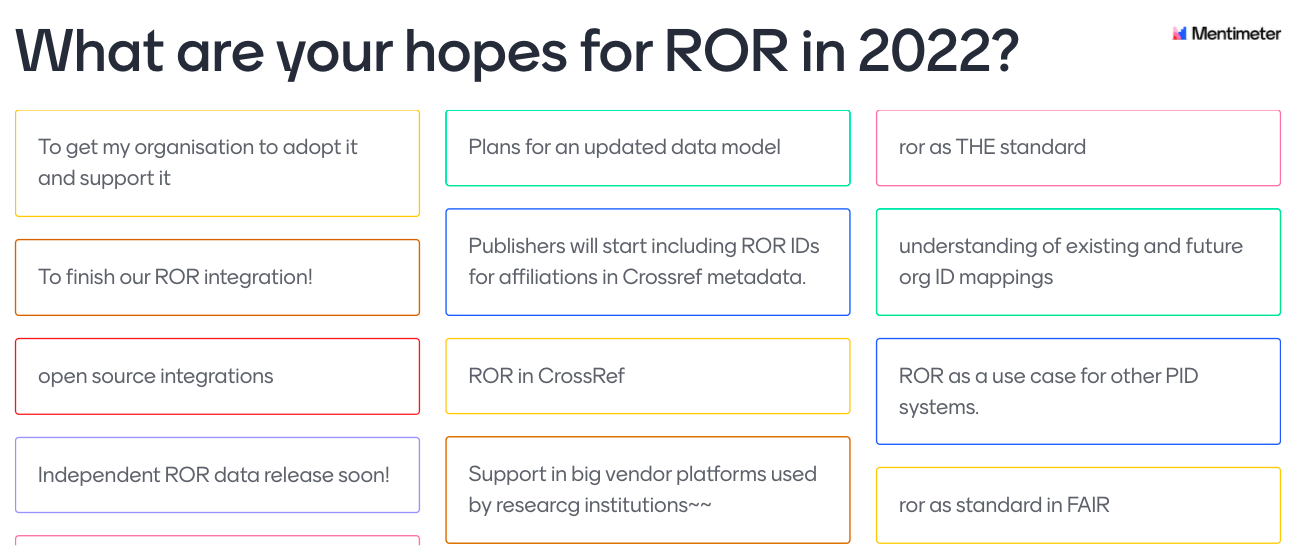 What are your hopes for ROR in 2022?
Mentimeter
To get my organisation to adopt it
and support it
To finish our ROR integration!
open source integrations
Independent ROR data release soon!
Plans for an updated data model
Publishers will start including ROR IDs
for affiliations in Crossref metadata.
ROR in CrossRef
Support in big vendor platforms used
by researcg institutions~~
ror as THE standard
understanding of existing and future
org ID mappings
ROR as a use case for other PID
systems.
ror as standard in FAIR